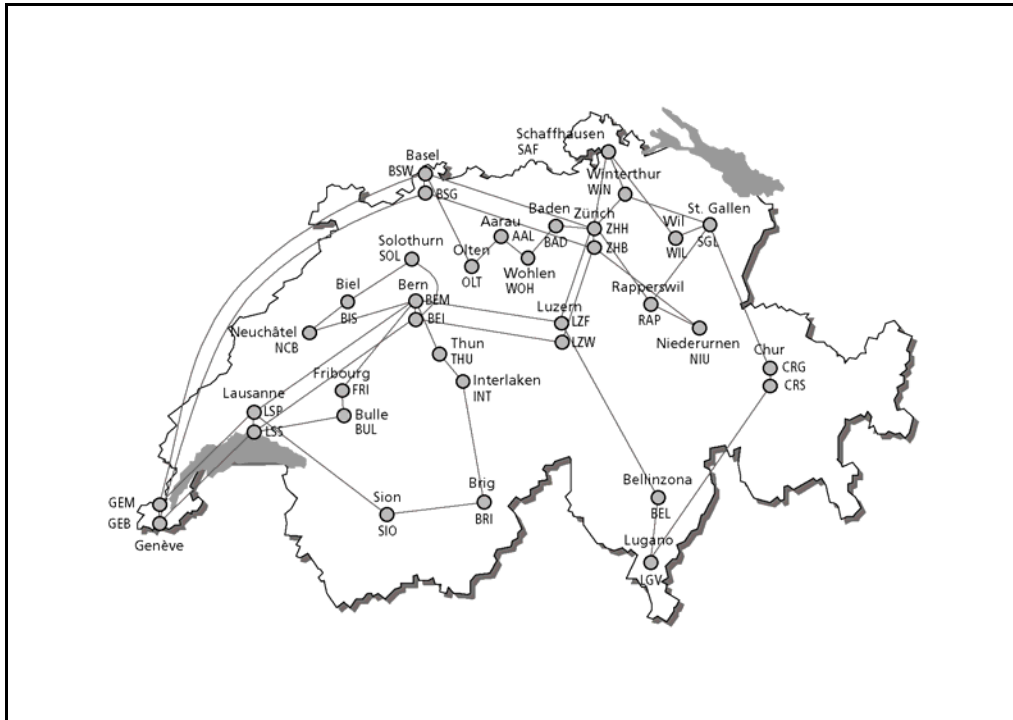 Schaffhausen
SAF
Basel
BSW
BSG
Winterthur
WIN
Baden
BAD
Zürich
ZHH
ZHB
Wil
WIL
St. Gallen
SGL
Aarau
AAL
Solothurn
SOL
Olten
OLT
Wohlen
WOH
Rapperswil
RAP
Biel
BIS
Bern
BEM
BEI
Luzern
LZF
LZW
Neuchâtel
NCB
Niederurnen
NIU
Thun
THU
Chur
CRG
CRS
Fribourg
FRI
Interlaken
INT
Lausanne
LSP
LSS
Bulle
BUL
Bellinzona
BEL
Brig
BRI
Sion
SIO
GEM
GEB
Genève
Lugano
LGV